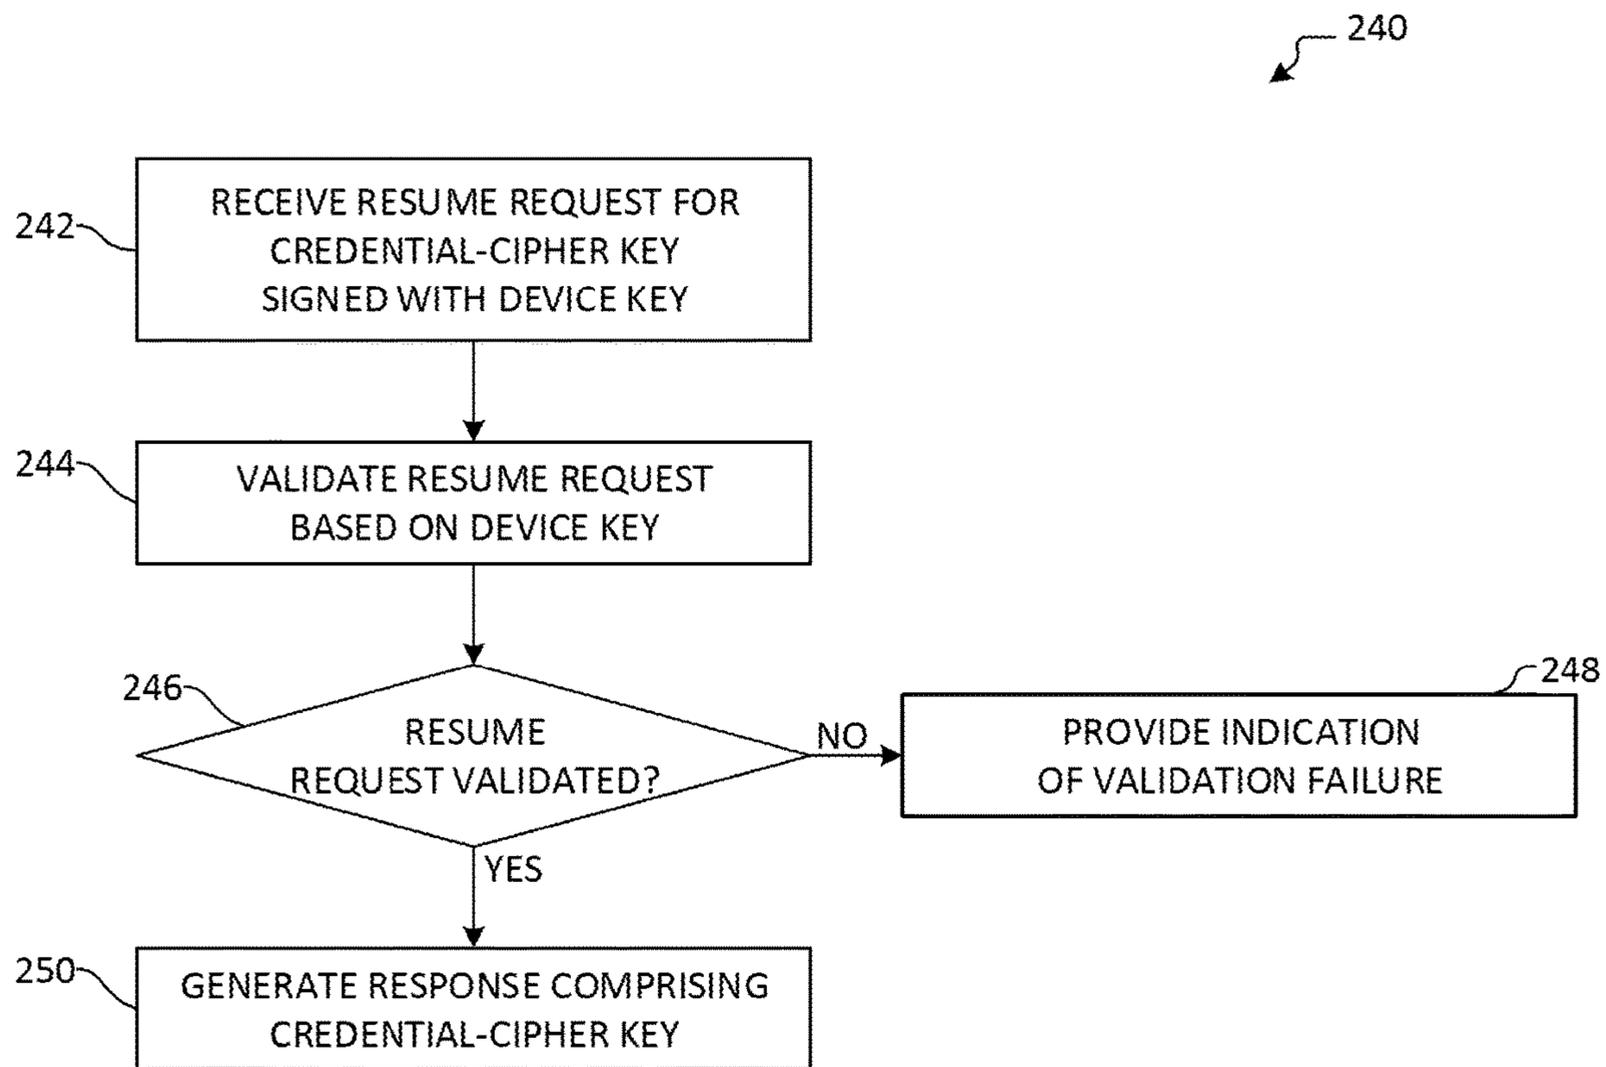 240
242
RECEIVE RESUME REQUEST FOR
CREDENTIAL-CIPHER KEY
SIGNED WITH DEVICE KEY
244
VALIDATE RESUME REQUEST
BASED ON DEVICE KEY
246
RESUME
REQUEST VALIDATED?
NO
248
PROVIDE INDICATION
OF VALIDATION FAILURE
YES
250
GENERATE RESPONSE COMPRISING
CREDENTIAL-CIPHER KEY